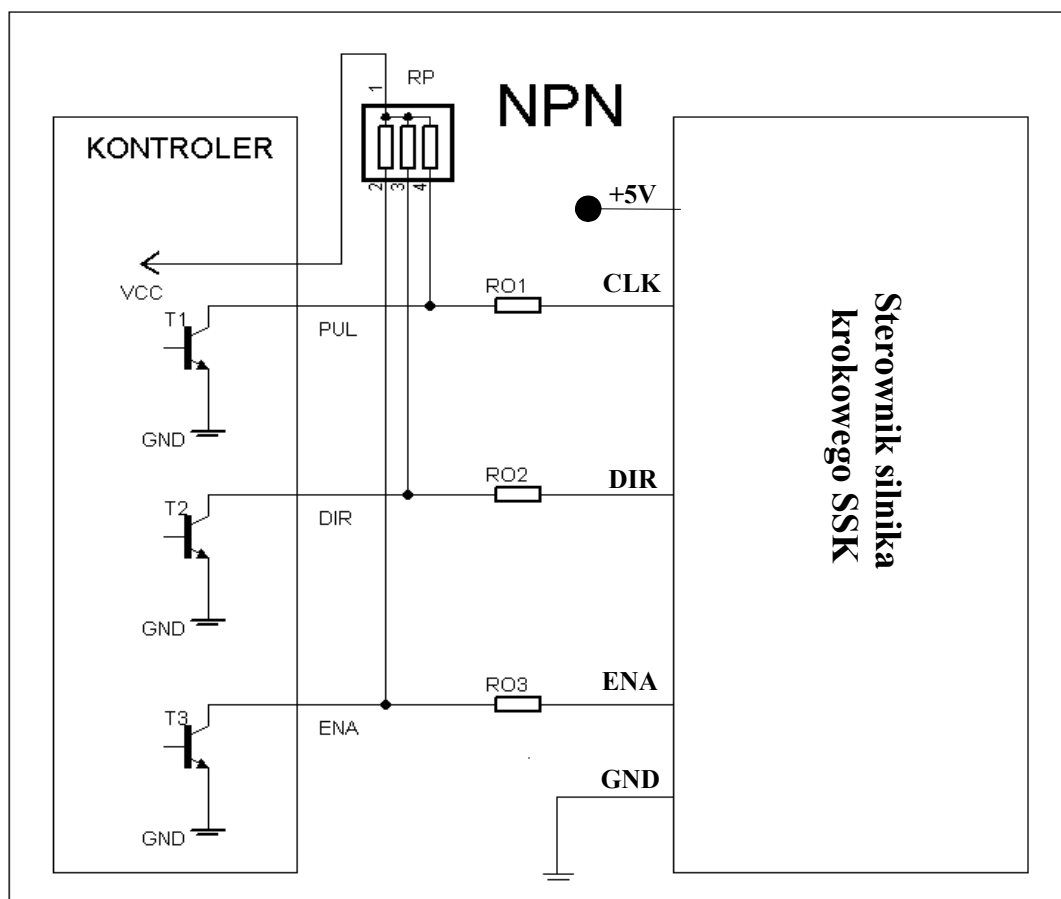 RP
1
NPN
KONTROLER
2
3
4
+5V
VCC
RO1
CLK
T1
PUL
GND
Sterownik silnika
krokowego SSK
RO2
DIR
T2
DIR
GND
RO3
ENA
T3
ENA
GND
GND